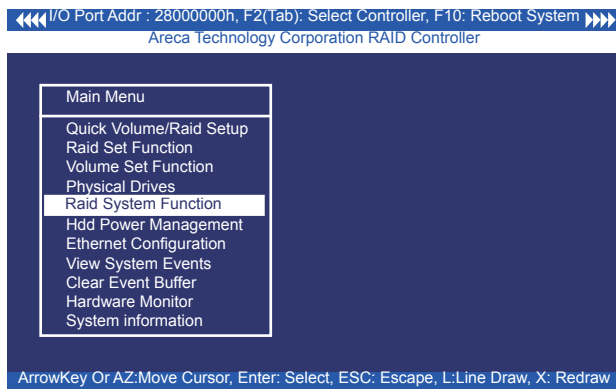 I/O Port Addr : 28000000h, F2(Tab): Select Controller, F10: Reboot System
Areca Technology Corporation RAID Controller
Main Menu
Quick Volume/Raid Setup
Raid Set Function
Volume Set Function
Physical Drives
Raid System Function
Hdd Power Management
Ethernet Configuration
View System Events
Clear Event Buffer
Hardware Monitor
System information
ArrowKey Or AZ:Move Cursor, Enter: Select, ESC: Escape, L:Line Draw, X: Redraw